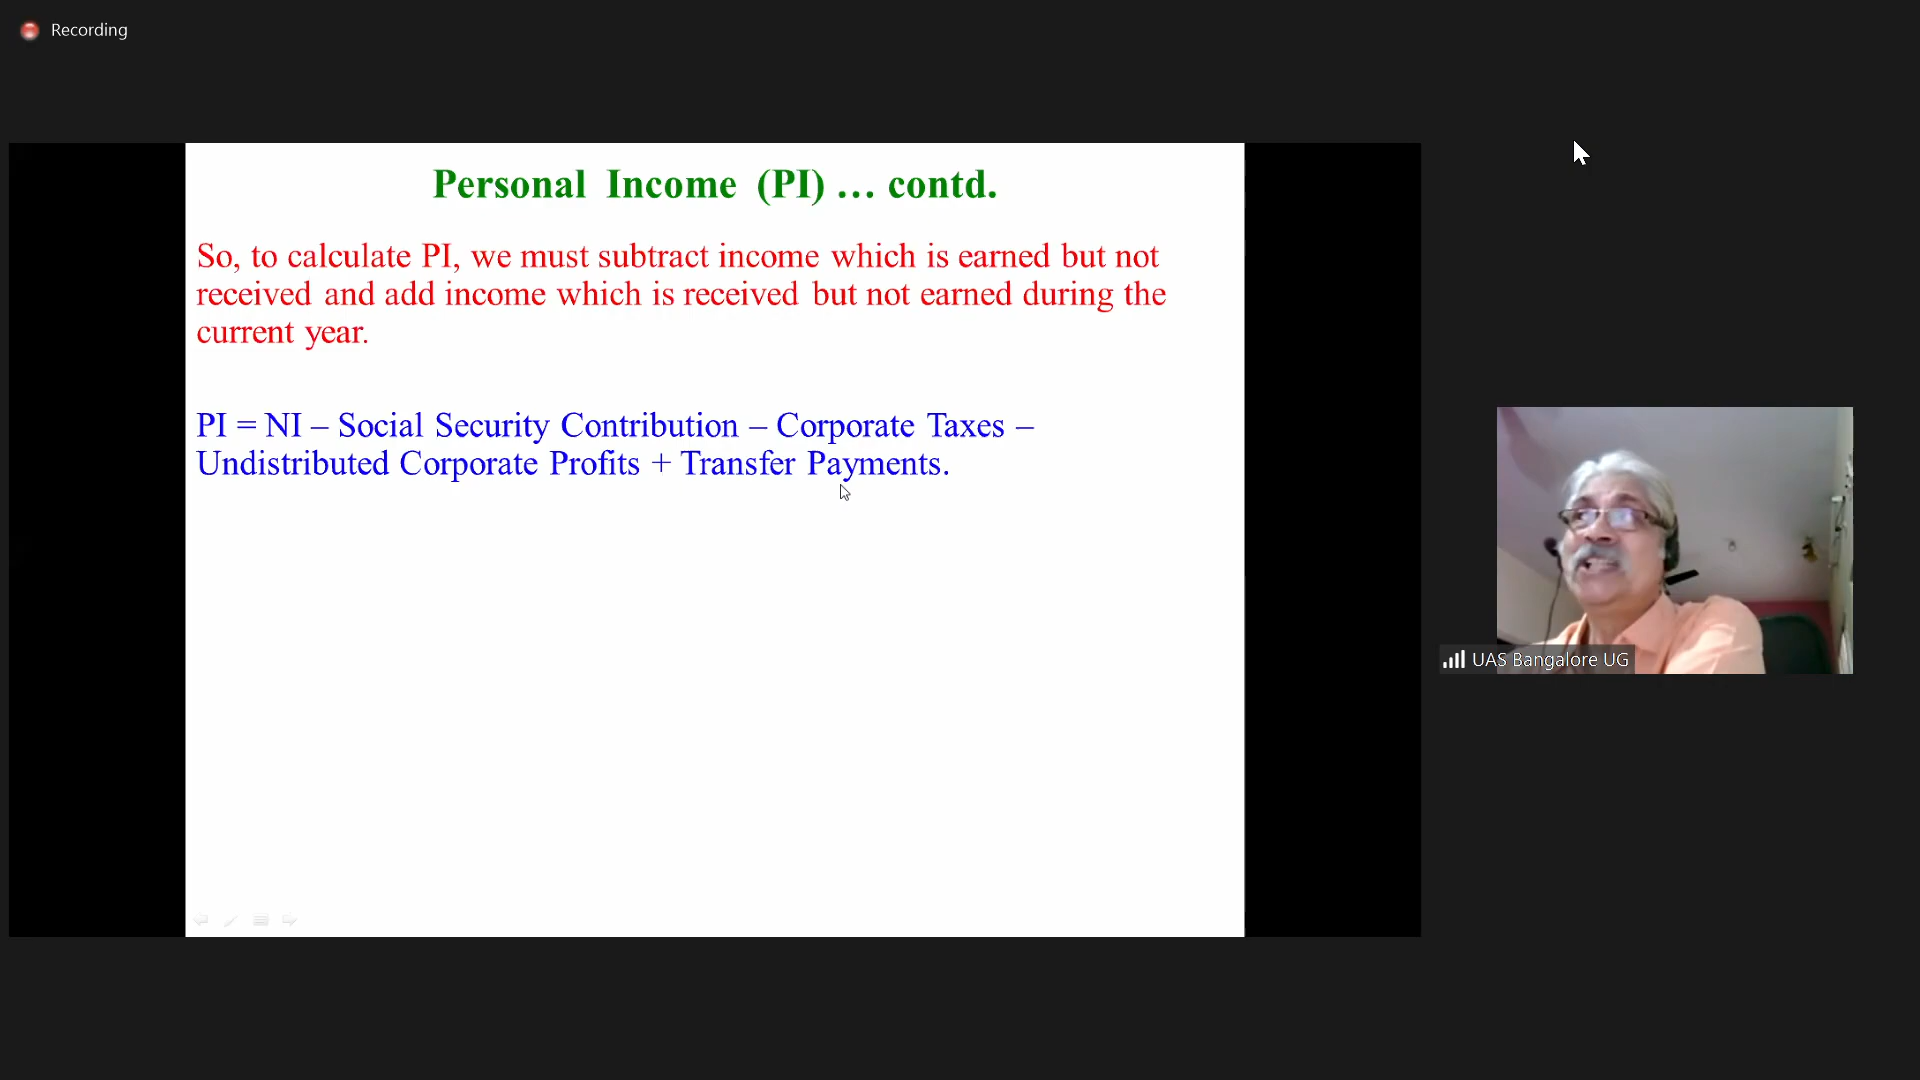 Recording
Personal Income (PI) ... contd.
So, to calculate PI, we must subtract income which is earned but not
received and add income which is received but not earned during the
current year.
PI = NI – Social Security Contribution – Corporate Taxes –
Undistributed Corporate Profits + Transfer Payments.
UAS Bangalore UG